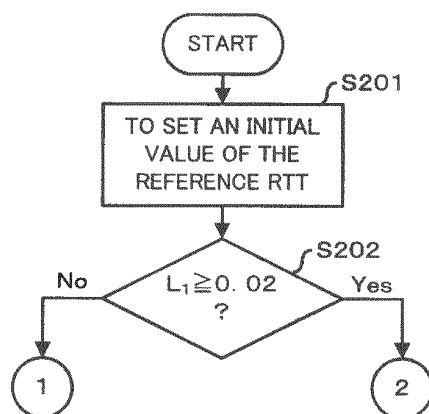 START
S201
TO SET AN INITIAL
VALUE OF THE
REFERENCE RTT
S202
No
L₁≧0. 02
?
Yes
1
2